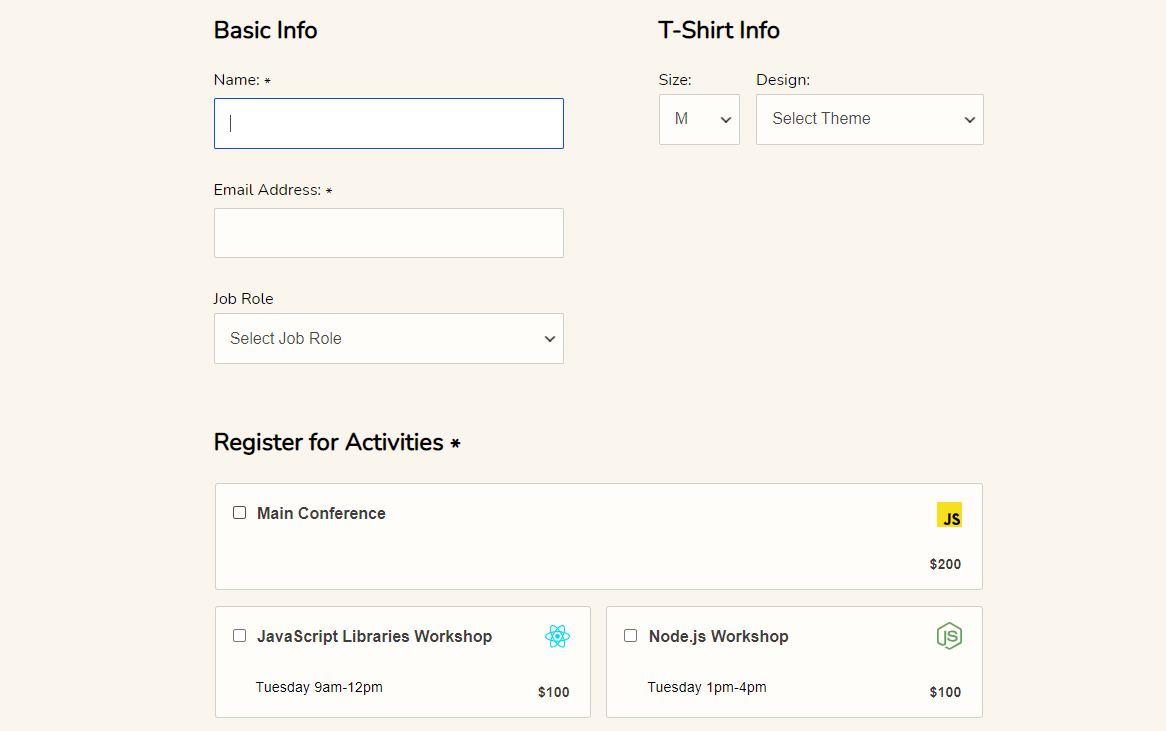 Basic Info
Name: *
Email Address: *
Job Role
Select Job Role
T-Shirt Info
Size: Design:
M Select Theme
Register for Activities *
Main Conference
JS
$200
JavaScript Libraries Workshop
Tuesday 9am-12pm
$100
Node.js Workshop
JS
Tuesday 1pm-4pm
$100